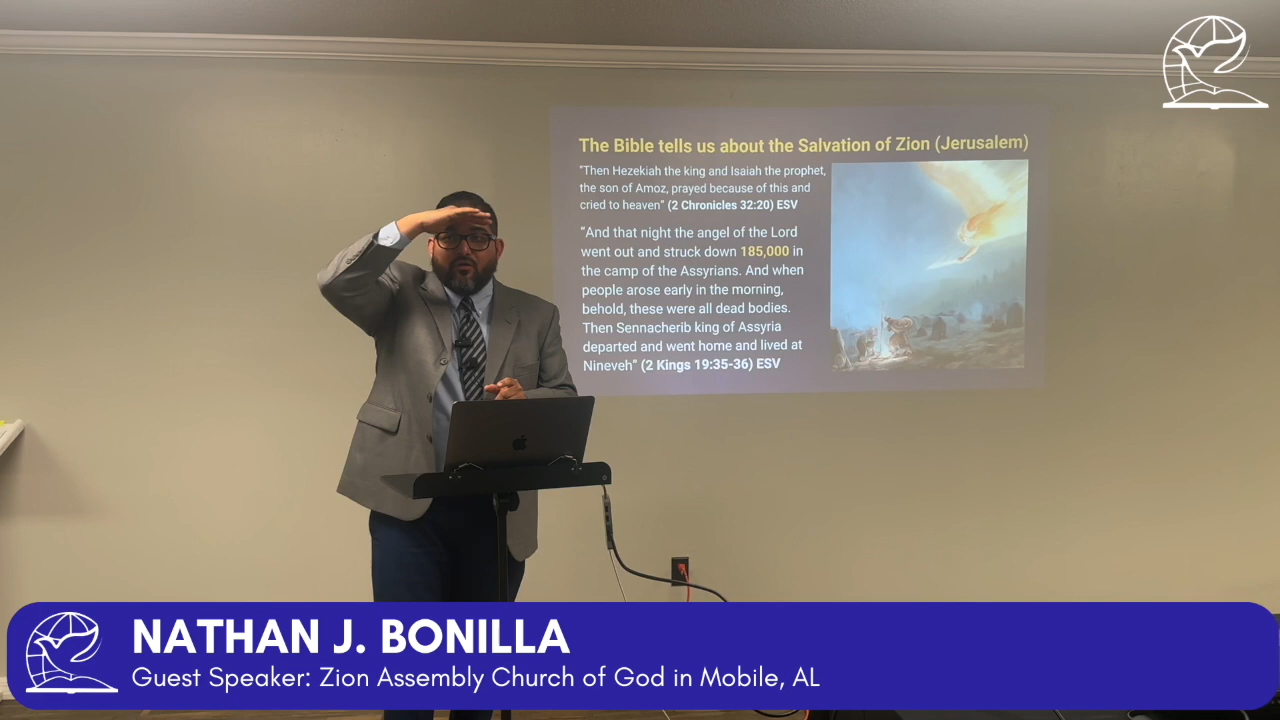 The Bible tells us about the Salvation of Zion (Jerusalem)
"Then Hezekiah the king and Isaiah the prophet,
the son of Amoz, prayed because of this and
cried to heaven” (2 Chronicles 32:20) ESV
“And that night the angel of the Lord
went out and struck down 185,000 in
the camp of the Assyrians. And when
people arose early in the morning,
behold, these were all dead bodies.
Then Sennacherib king of Assyria
departed and went home and lived at
Nineveh” (2 Kings 19:35-36) ESV
NATHAN J. BONILLA
Guest Speaker: Zion Assembly Church of God in Mobile, AL